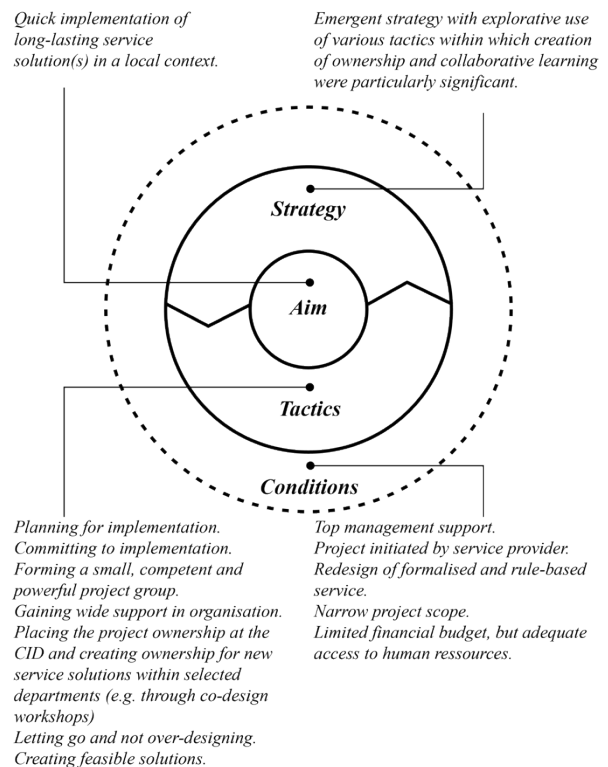 Quick implementation of
long-lasting service
solution(s) in a local context.
Emergent strategy with explorative use
of various tactics within which creation
of ownership and collaborative learning
were particularly significant.
Strategy
Aim
Tactics
Conditions
Planning for implementation.
Committing to implementation.
Forming a small, competent and
powerful project group.
Gaining wide support in organisation.
Placing the project ownership at the
CID and creating ownership for new
service solutions within selected
departments (e.g. through co-design
workshops)
Letting go and not over-designing.
Creating feasible solutions.
Top management support.
Project initiated by service provider.
Redesign of formalised and rule-based
service.
Narrow project scope.
Limited financial budget, but adequate
access to human ressources.